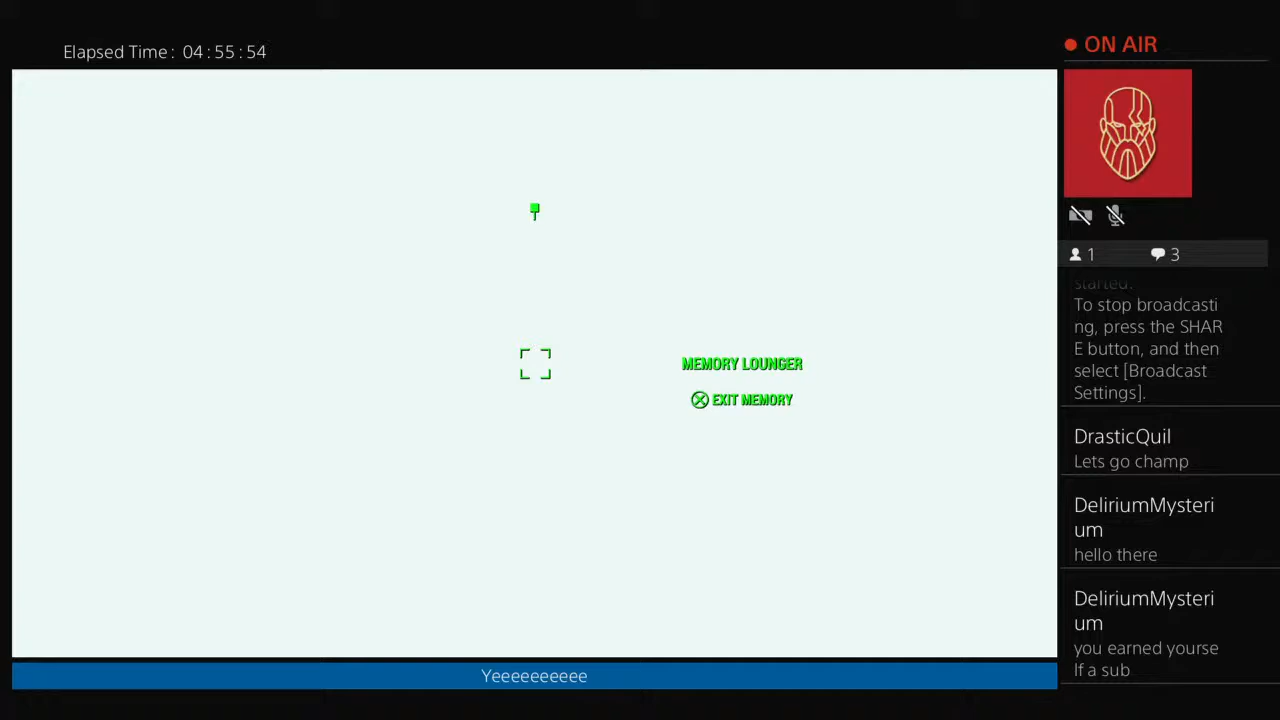 Elapsed Time : 04 : 55 : 54
ON AIR
MEMORY LOUNGER
EXIT MEMORY
Yeeeeeeeeee
1 3
started.
To stop broadcasti
ng, press the SHAR
E button, and then
select [Broadcast
Settings].
DrasticQuil
Lets go champ
DeliriumMysteri
um
hello there
DeliriumMysteri
um
you earned yourse
lf a sub